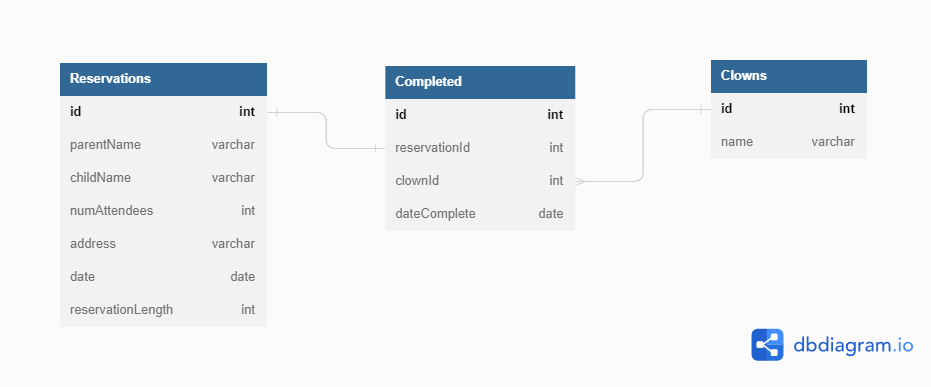 Reservations
id int
parentName varchar
childName varchar
numAttendees int
address varchar
date date
reservationLength int
Completed
id int
reservationId int
clownId int
dateComplete date
Clowns
id int
name varchar
dbdiagram.io